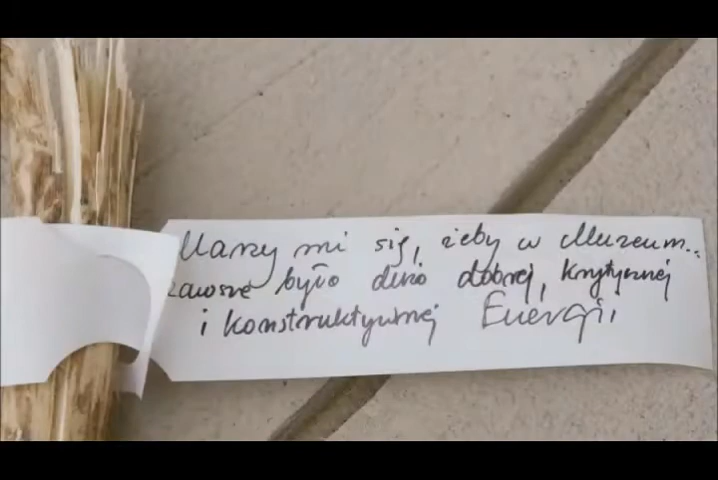 Marzy mi się, żeby w Muzeum...
zawsze było dużo dobrej, krytycznej
i konstruktywnej Energii,